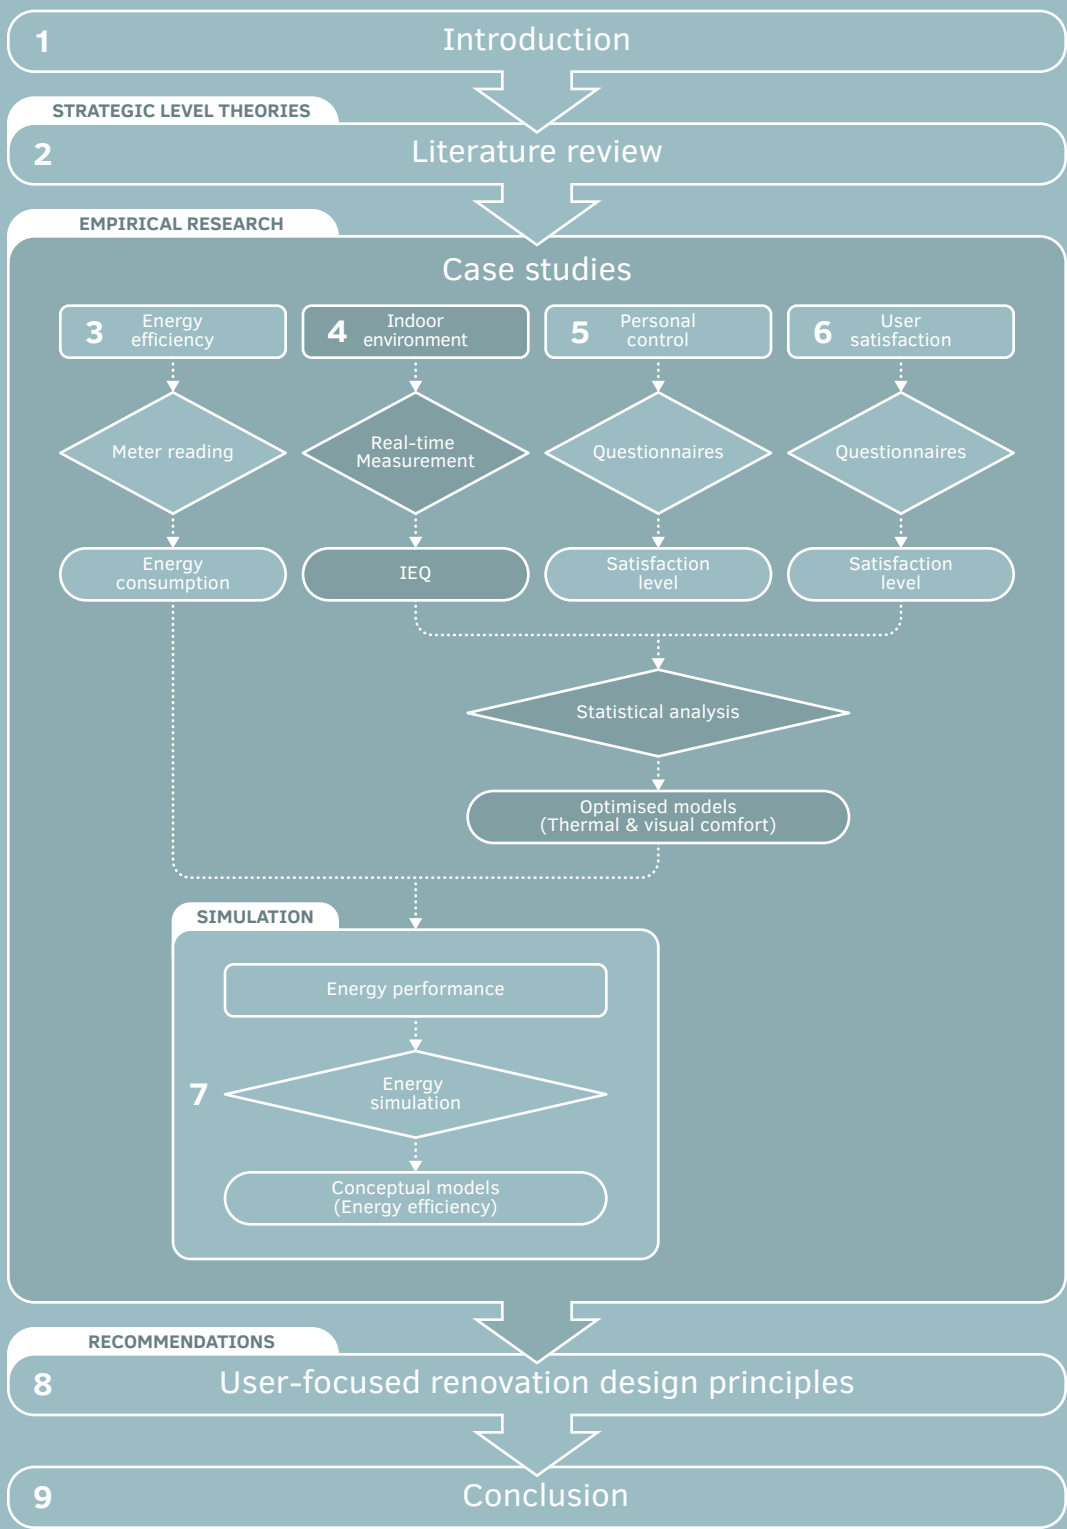 1
Introduction
STRATEGIC LEVEL THEORIES
2
Literature review
EMPIRICAL RESEARCH
Case studies
3
Energy
efficiency
4
Indoor
environment
5
Personal
control
6
User
satisfaction
Meter reading
Real-time
Measurement
Questionnaires
Questionnaires
Energy
consumption
IEQ
Satisfaction
level
Satisfaction
level
Statistical analysis
Optimised models
(Thermal & visual comfort)
SIMULATION
Energy performance
7
Energy
simulation
Conceptual models
(Energy efficiency)
RECOMMENDATIONS
8
User-focused renovation design principles
9
Conclusion